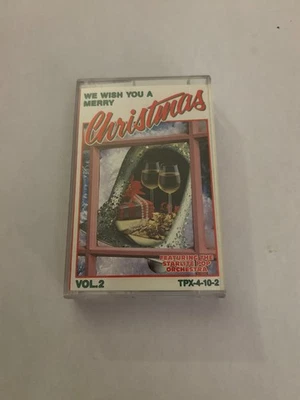 WE WISH YOU A
MERRY
Christmas
FEATURING THE
STARLITE POP
ORCHESTRA
VOL.2
TPX-4-10-2